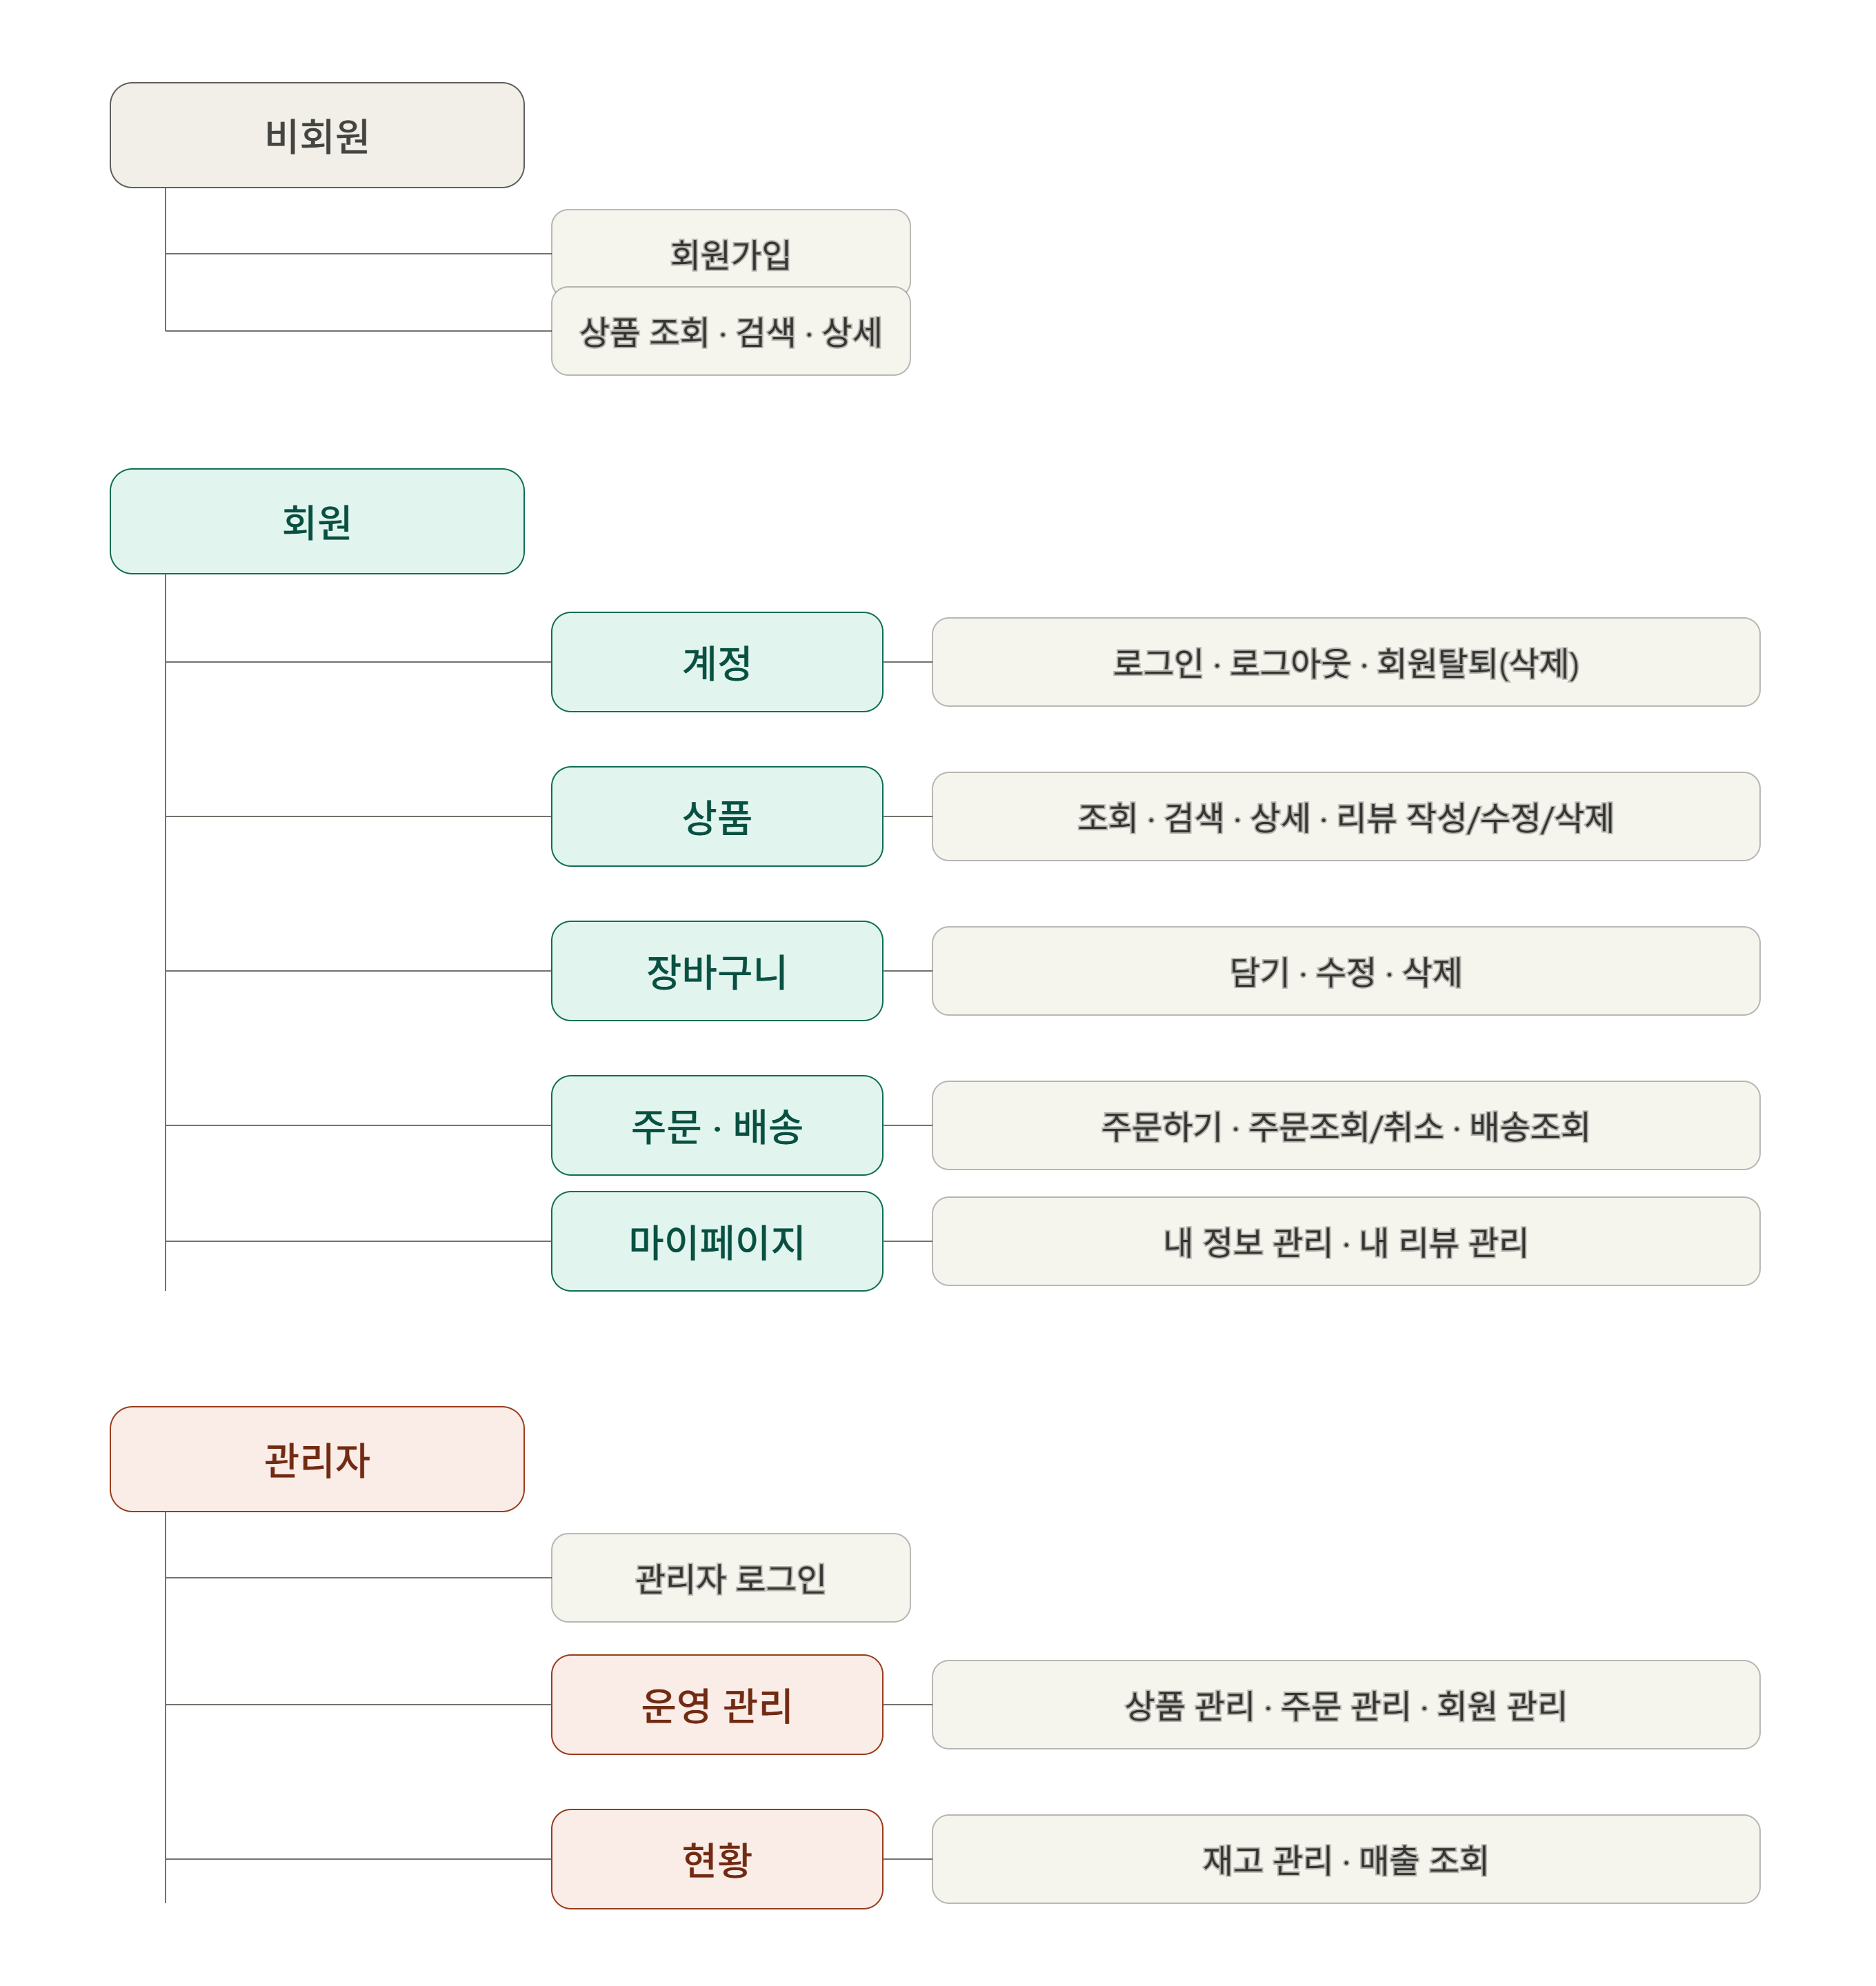 비회원
회원가입
상품 조회 · 검색 · 상세
회원
계정
로그인 · 로그아웃 · 회원탈퇴(삭제)
상품
조회 · 검색 · 상세 · 리뷰 작성/수정/삭제
장바구니
담기 · 수정 · 삭제
주문 · 배송
주문하기 · 주문조회/취소 · 배송조회
마이페이지
내 정보 관리 · 내 리뷰 관리
관리자
관리자 로그인
운영 관리
상품 관리 · 주문 관리 · 회원 관리
현황
재고 관리 · 매출 조회